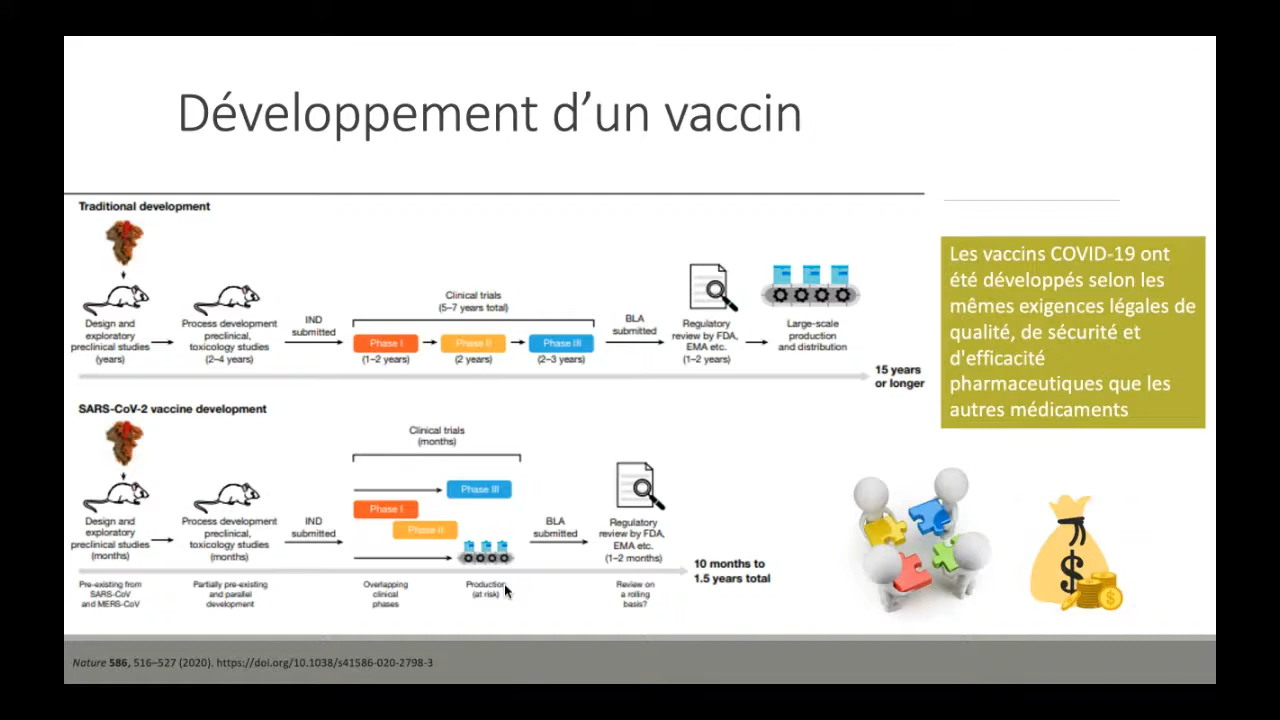 Développement d’un vaccin
Traditional development
Design and
exploratory
preclinical studies
(years)
Process development
preclinical,
toxicology studies
(2–4 years)
IND
submitted
Clinical trials
(5–7 years total)
Phase I
(1–2 years)
Phase II
(2 years)
Phase III
(2–3 years)
BLA
submitted
Regulatory
review by FDA,
EMA etc.
(1–2 years)
Large-scale
production
and distribution
15 years
or longer
SARS-CoV-2 vaccine development
Design and
exploratory
preclinical studies
(months)
Process development
preclinical,
toxicology studies
(months)
IND
submitted
Clinical trials
(months)
Phase III
Phase I
Phase II
BLA
submitted
Regulatory
review by FDA,
EMA etc.
(1–2 months)
10 months to
1.5 years total
Pre-existing from
SARS-CoV
and MERS-CoV
Partially pre-existing
and parallel
development
Overlapping
clinical
phases
Production
(at risk)
Review on
a rolling
basis?
Les vaccins COVID-19 ont
été développés selon les
mêmes exigences légales de
qualité, de sécurité et
d'efficacité
pharmaceutiques que les
autres médicaments
$
$
Nature 586, 516–527 (2020). https://doi.org/10.1038/s41586-020-2798-3